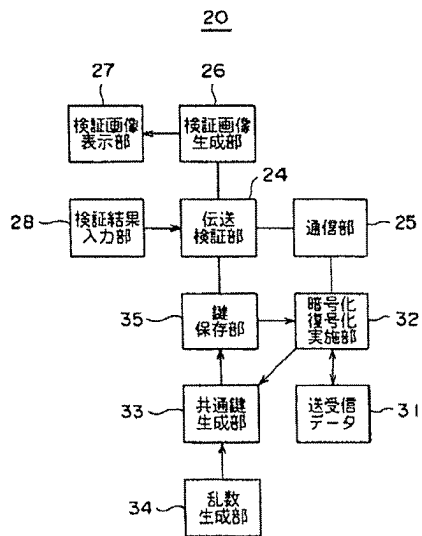 20
27
26
検証画像
表示部
検証画像
生成部
24
28
検証結果
入力部
伝送
検証部
通信部
25
35
鍵
保存部
暗号化
復号化
実施部
32
33
共通鍵
生成部
送受信
データ
31
34
乱数
生成部